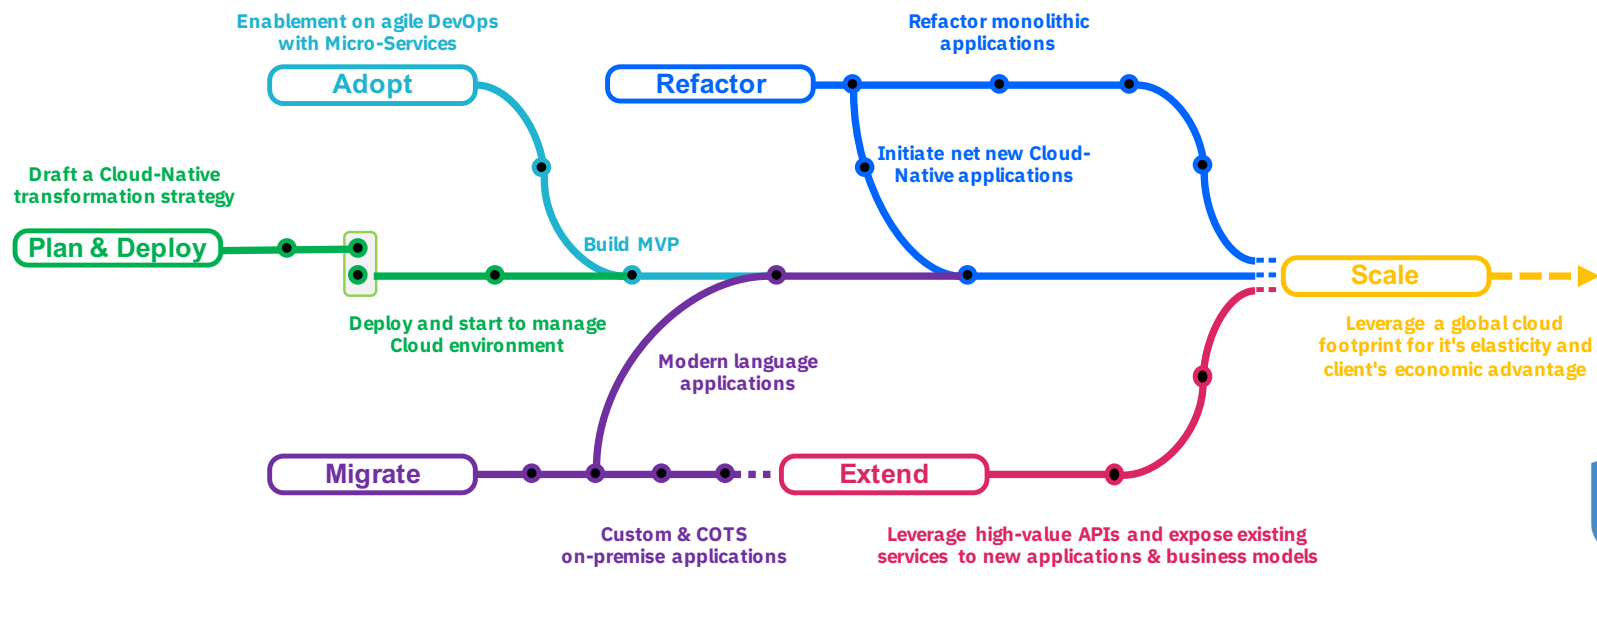 Enablement on agile DevOps
with Micro-Services
Adopt
Refactor monolithic
applications
Refactor
Draft a Cloud-Native
transformation strategy
Plan & Deploy
Initiate net new Cloud-
Native applications
Build MVP
Scale
Deploy and start to manage
Cloud environment
Leverage a global cloud
footprint for it's elasticity and
client's economic advantage
Modern language
applications
Migrate
Extend
Custom & COTS
on-premise applications
Leverage high-value APIs and expose existing
services to new applications & business models